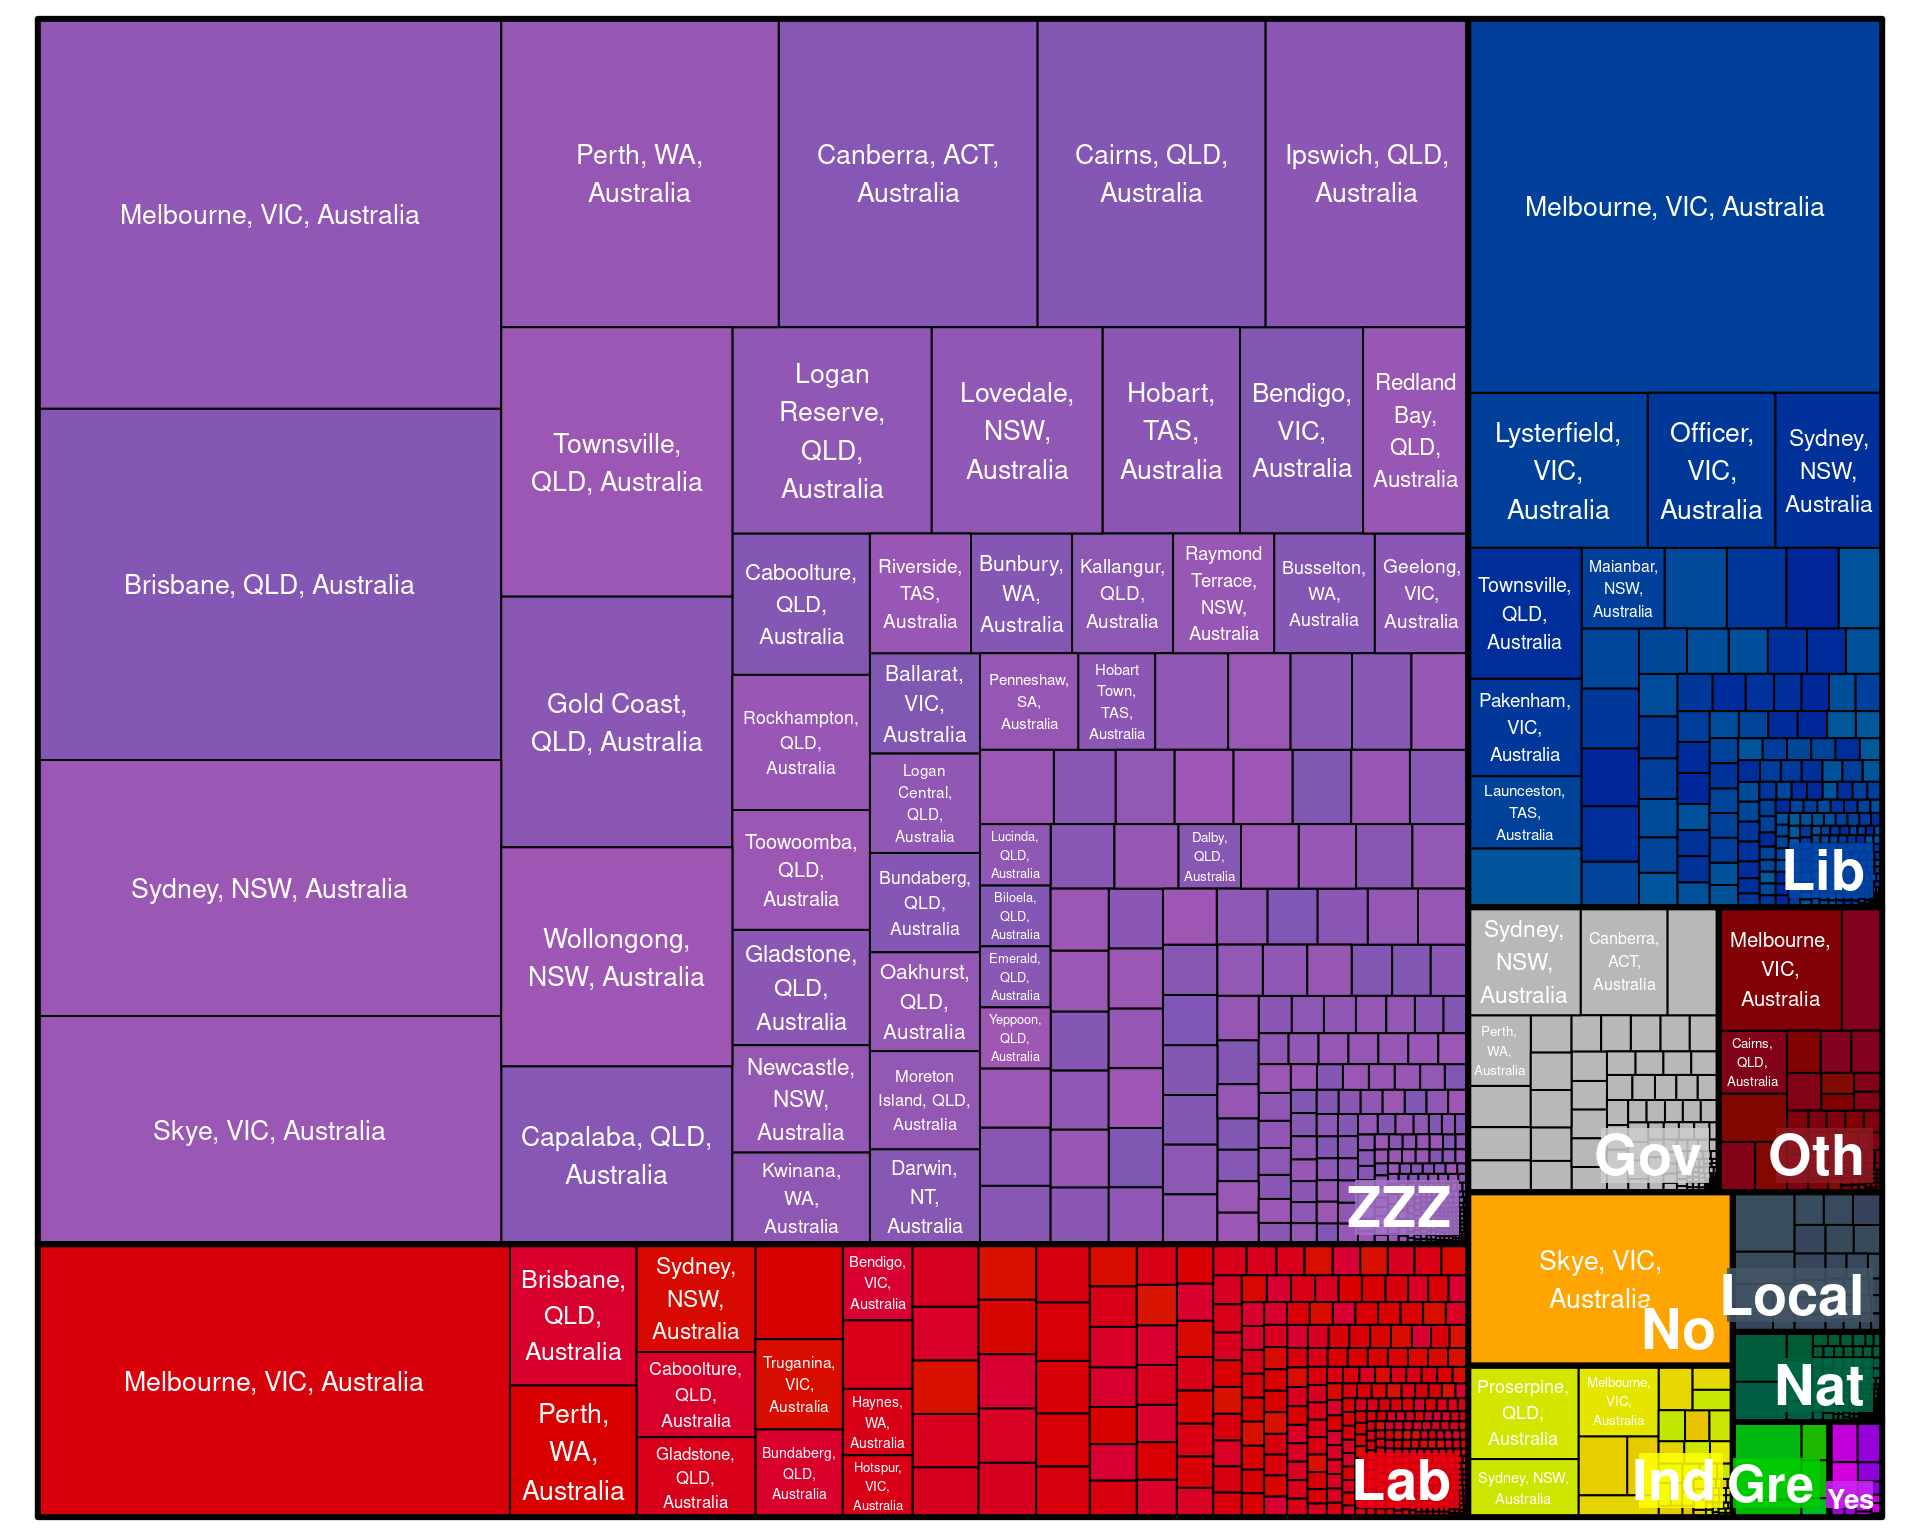 Melbourne, VIC, Australia
Brisbane, QLD, Australia
Sydney, NSW, Australia
Skye, VIC, Australia
Perth, WA,
Australia
Canberra, ACT,
Australia
Cairns, QLD,
Australia
Ipswich, QLD,
Australia
Townsville,
QLD, Australia
Gold Coast,
QLD, Australia
Wollongong,
NSW, Australia
Capalaba, QLD,
Australia
Logan
Reserve,
QLD,
Australia
Lovedale,
NSW,
Australia
Hobart,
TAS,
Australia
Bendigo,
VIC,
Australia
Redland
Bay,
QLD,
Australia
Caboolture,
QLD,
Australia
Rockhampton,
QLD,
Australia
Toowoomba,
QLD,
Australia
Gladstone,
QLD,
Australia
Newcastle,
NSW,
Australia
Kwinana,
WA,
Australia
Riverside,
TAS,
Australia
Bunbury,
WA,
Australia
Kallangur,
QLD,
Australia
Raymond
Terrace,
NSW,
Australia
Busselton,
WA,
Australia
Geelong,
VIC,
Australia
Ballarat,
VIC,
Australia
Logan
Central,
QLD,
Australia
Bundaberg,
QLD,
Australia
Oakhurst,
QLD,
Australia
Moreton
Island, QLD,
Australia
Darwin,
NT,
Australia
Penneshaw,
SA,
Australia
Hobart
Town,
TAS,
Australia
Lucinda,
QLD,
Australia
Biloela,
QLD,
Australia
Emerald,
QLD,
Australia
Yeppoon,
QLD,
Australia
Dalby,
QLD,
Australia
ZZZ
Melbourne, VIC, Australia
Brisbane,
QLD,
Australia
Perth,
WA,
Australia
Sydney,
NSW,
Australia
Caboolture,
QLD,
Australia
Gladstone,
QLD,
Australia
Truganina,
VIC,
Australia
Bundaberg,
QLD,
Australia
Bendigo,
VIC,
Australia
Haynes,
WA,
Australia
Hotspur,
VIC,
Australia
Lab
Melbourne, VIC, Australia
Lysterfield,
VIC,
Australia
Officer,
VIC,
Australia
Sydney,
NSW,
Australia
Townsville,
QLD,
Australia
Pakenham,
VIC,
Australia
Launceston,
TAS,
Australia
Maianbar,
NSW,
Australia
Lib
Sydney,
NSW,
Australia
Canberra,
ACT,
Australia
Perth,
WA,
Australia
Gov
Melbourne,
VIC,
Australia
Cairns,
QLD,
Australia
Oth
Skye, VIC,
Australia
No
Local
Nat
Proserpine,
QLD,
Australia
Sydney, NSW,
Australia
Melbourne,
VIC,
Australia
Ind
Gre
Yes